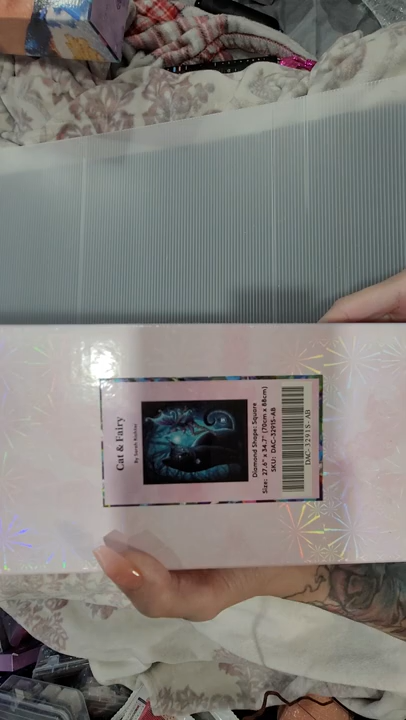 Cat & Fairy
By Sarah Richter
Diamond Shape: Square
Size: 27.6" x 34.7" (70cm x 88cm)
SKU: DAC-32915-AB
DAC-32915-AB